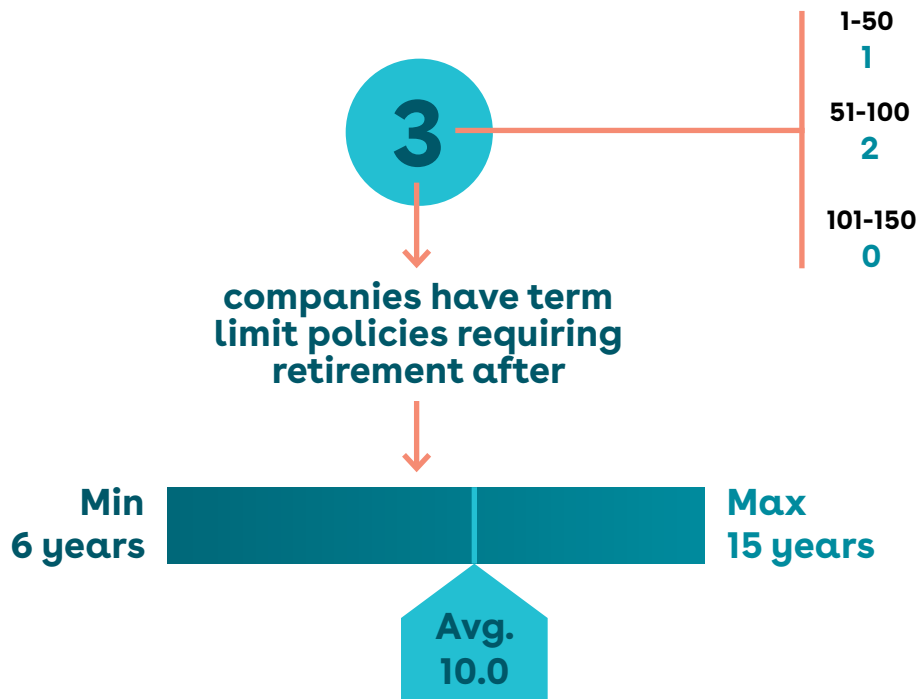 1-50
1
3
51-100
2
101-150
0
companies have term
limit policies requiring
retirement after
Min
6 years
Max
15 years
Avg.
10.0